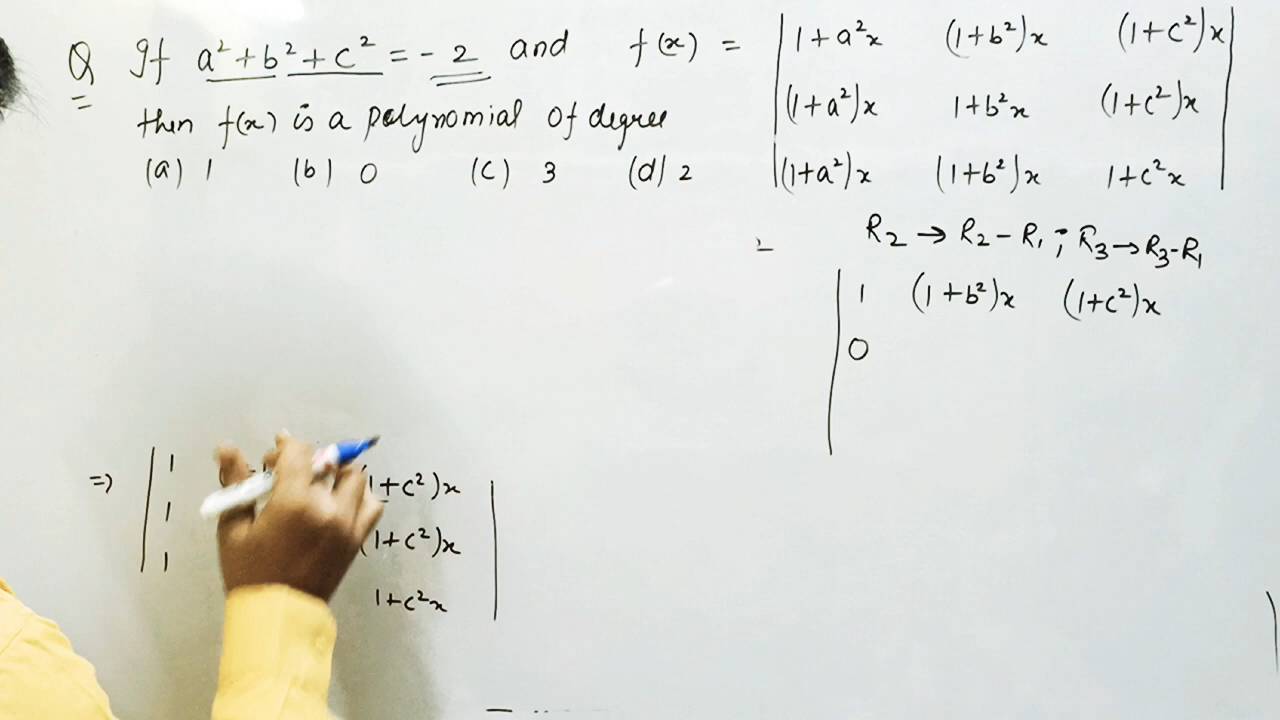 Q If a² + b² + c² = - 2 and f(x) = | 1 + a²x (1+b²)x (1+c²)x |
then f(x) is a polynomial of degree | (1+a²)x 1+b²x (1+c²)x |
(a) 1 (b) 0 (c) 3 (d) 2 | (1+a²)x (1+b²)x 1+c²x |
R₂ → R₂ - R₁ ; R₃ → R₃-R₁
| 1 (1+b²)x (1+c²)x
| 0
=> | 1 1+c²)x |
| 1 (1+c²)x |
| 1 1+c²x |